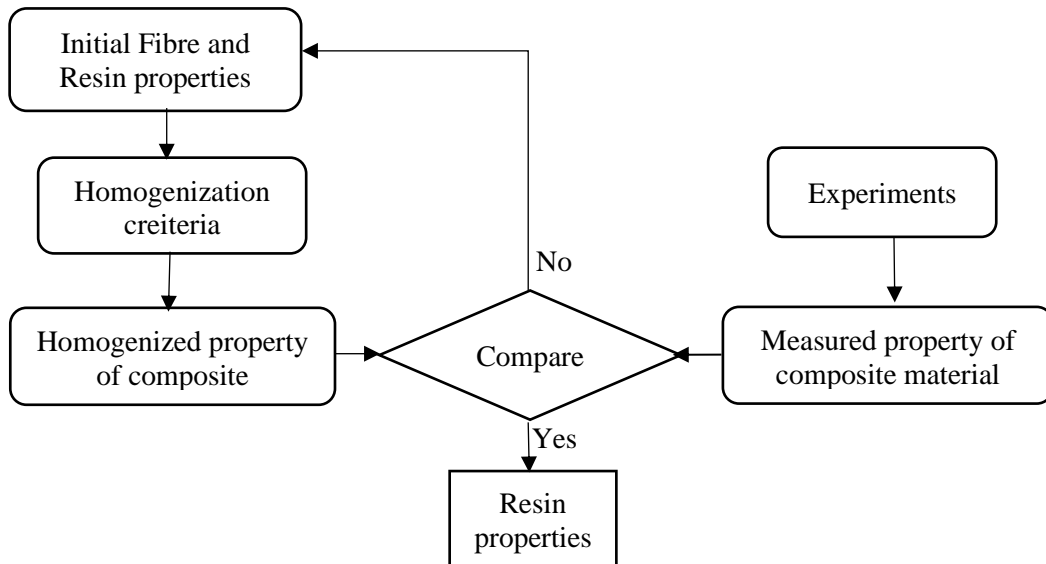 Initial Fibre and
Resin properties
Homogenization
creiteria
Experiments
No
Homogenized property
of composite
Compare
Measured property of
composite material
Yes
Resin
properties